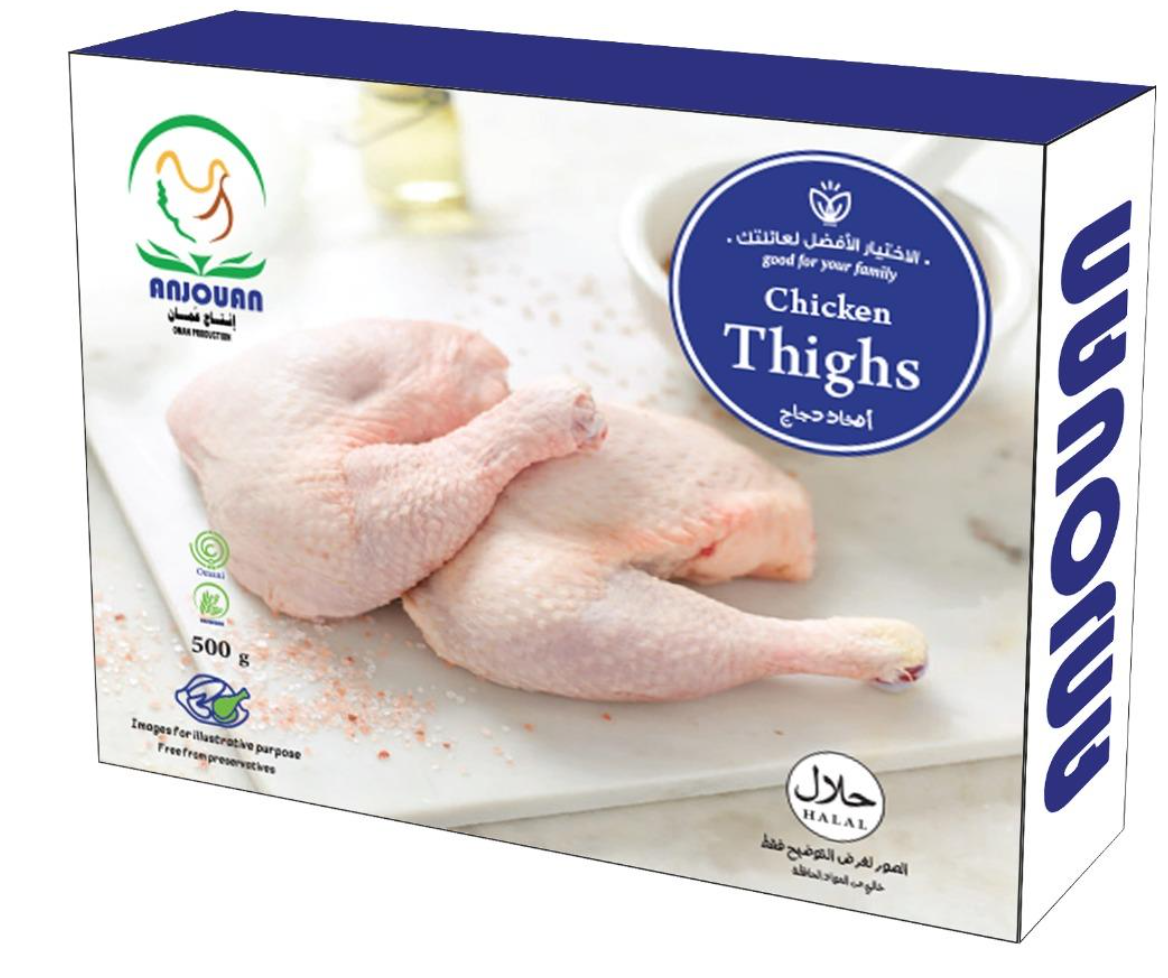 ANJOUAN
إنتاج عُمان
OMAN PRODUCTION
الاختيار الأفضل لعائلتك
good for your family
Chicken
Thighs
أفخاذ دجاج
Omani
500 g
Images for illustrative purpose
Free from preservatives
حلال
HALAL
الصور لغرض التوضيح فقط
خالي من المواد الحافظة
ANJOUAN